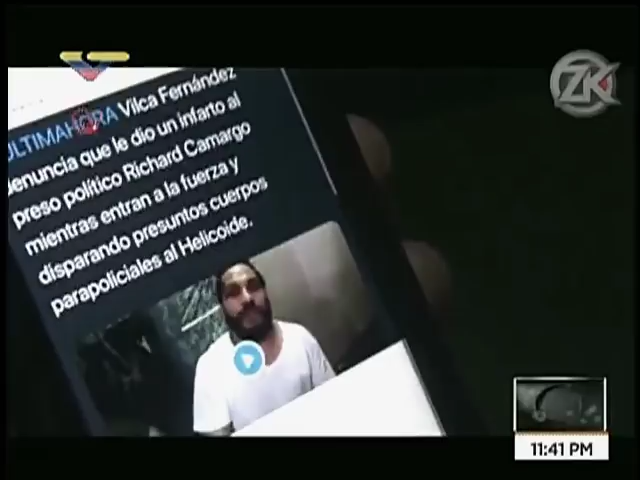 ZK
ULTIMAHORA Vilca Fernández
denuncia que le dio un infarto al
preso político Richard Camargo
mientras entran a la fuerza y
disparando presuntos cuerpos
parapoliciales al Helicoide.
11:41 PM